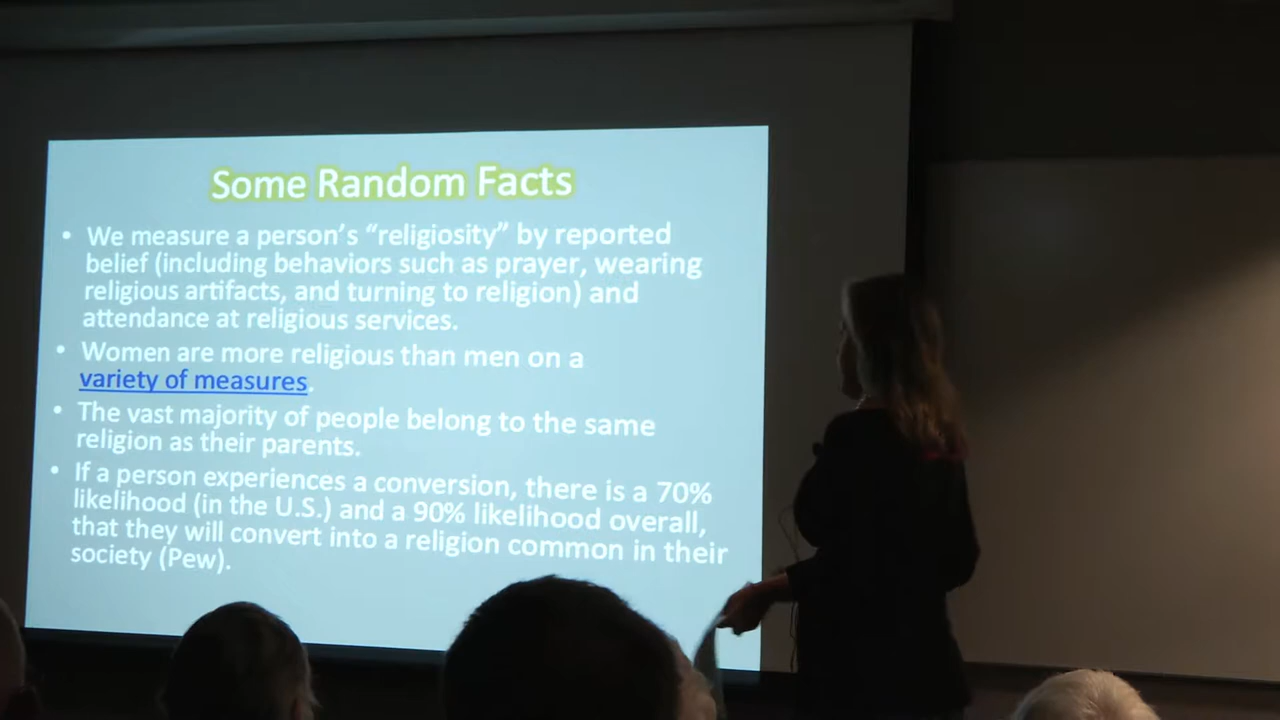 Some Random Facts
• We measure a person's “religiosity” by reported
belief (including behaviors such as prayer, wearing
religious artifacts, and turning to religion) and
attendance at religious services.
• Women are more religious than men on a
variety of measures.
• The vast majority of people belong to the same
religion as their parents.
• If a person experiences a conversion, there is a 70%
likelihood (in the U.S.) and a 90% likelihood overall,
that they will convert into a religion common in their
society (Pew).